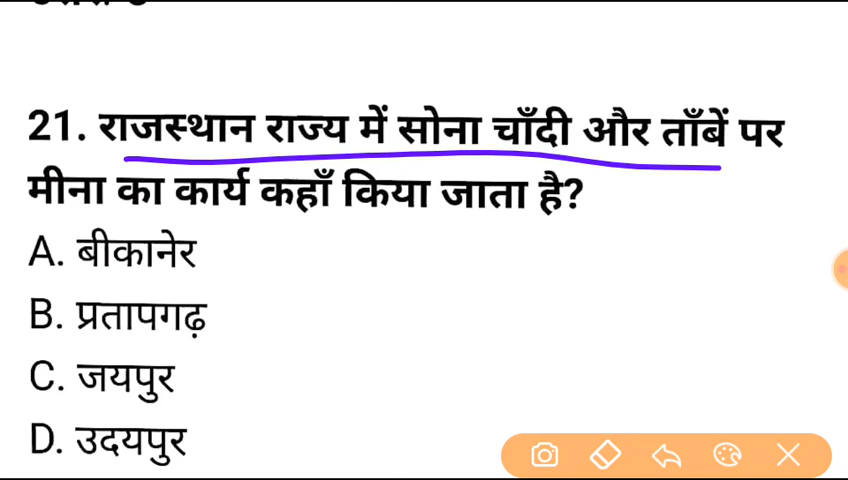 21. राजस्थान राज्य में सोना चाँदी और ताँबें पर
मीना का कार्य कहाँ किया जाता है?
A. बीकानेर
B. प्रतापगढ़
C. जयपुर
D. उदयपुर